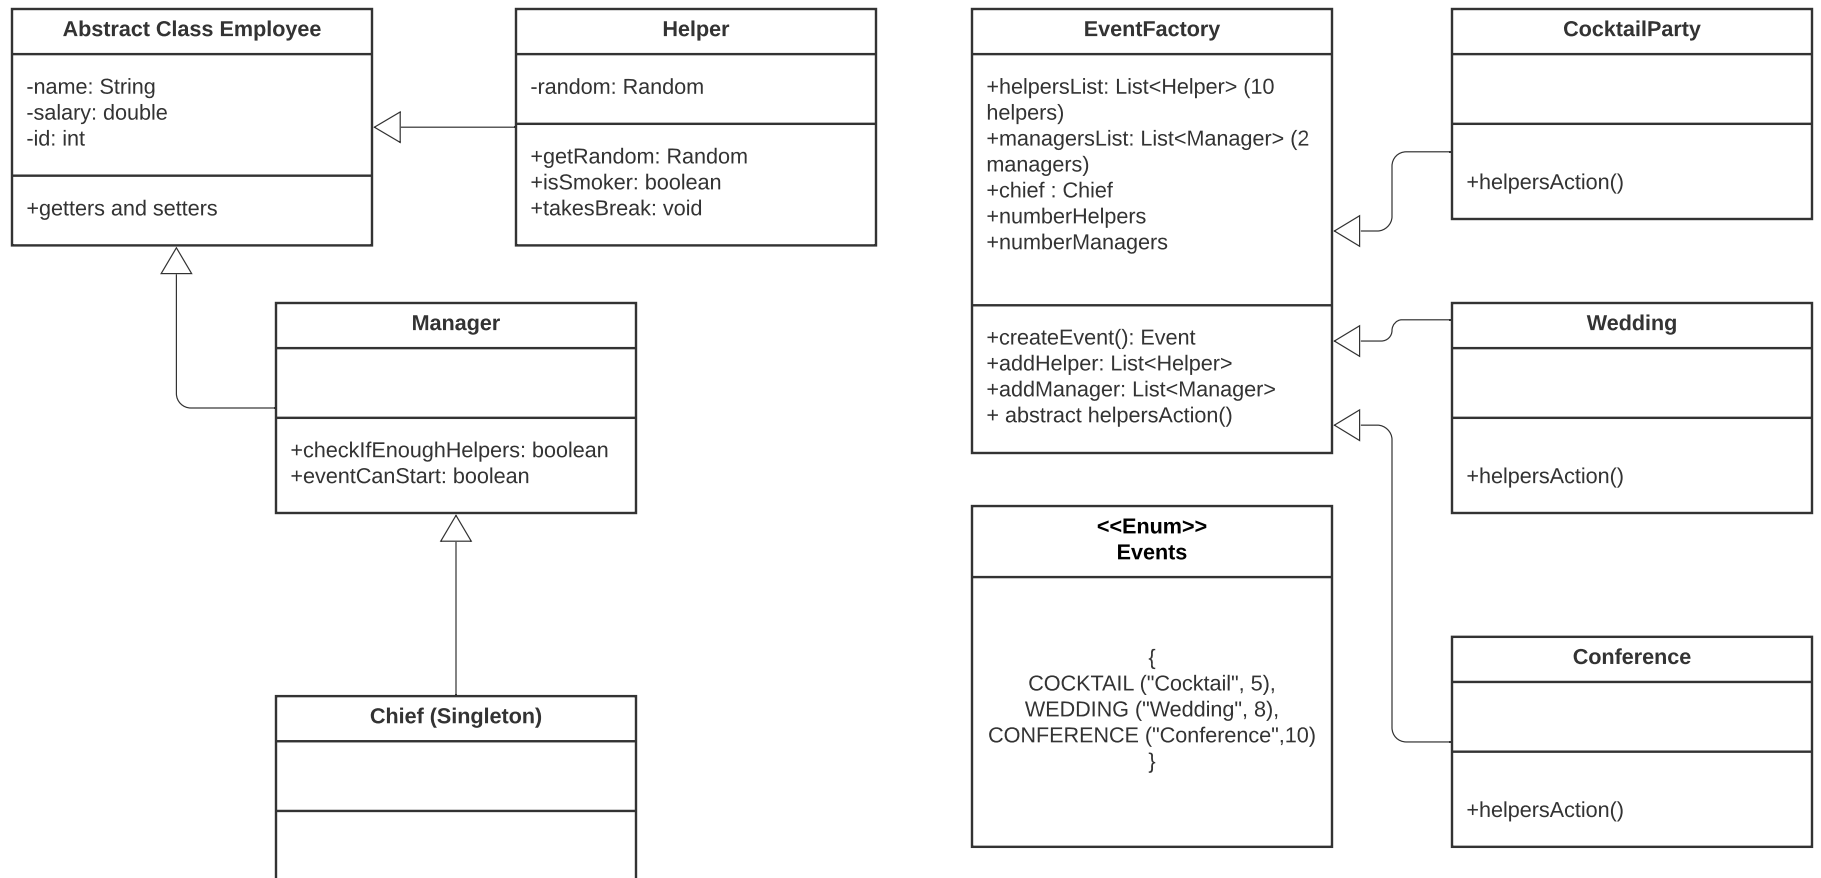 Abstract Class Employee
-name: String
-salary: double
-id: int
+getters and setters
Helper
-random: Random
+getRandom: Random
+isSmoker: boolean
+takesBreak: void
Manager
+checkIfEnoughHelpers: boolean
+eventCanStart: boolean
Chief (Singleton)
EventFactory
+helpersList: List<Helper> (10
helpers)
+managersList: List<Manager> (2
managers)
+chief : Chief
+numberHelpers
+numberManagers
+createEvent(): Event
+addHelper: List<Helper>
+addManager: List<Manager>
+ abstract helpersAction()
<<Enum>>
Events
{
COCKTAIL ("Cocktail", 5),
WEDDING ("Wedding", 8),
CONFERENCE ("Conference",10)
}
CocktailParty
+helpersAction()
Wedding
+helpersAction()
Conference
+helpersAction()